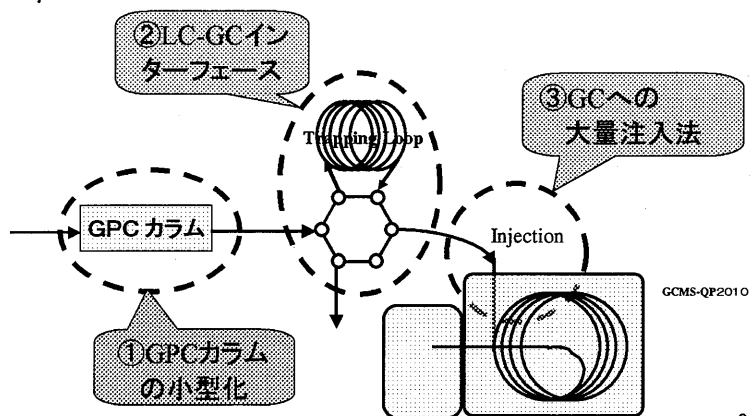 ②LC-GCイン
ターフェース
Trapping Loop
③GCへの
大量注入法
GPC カラム
Injection
GCMS-QP2010
①GPCカラム
の小型化